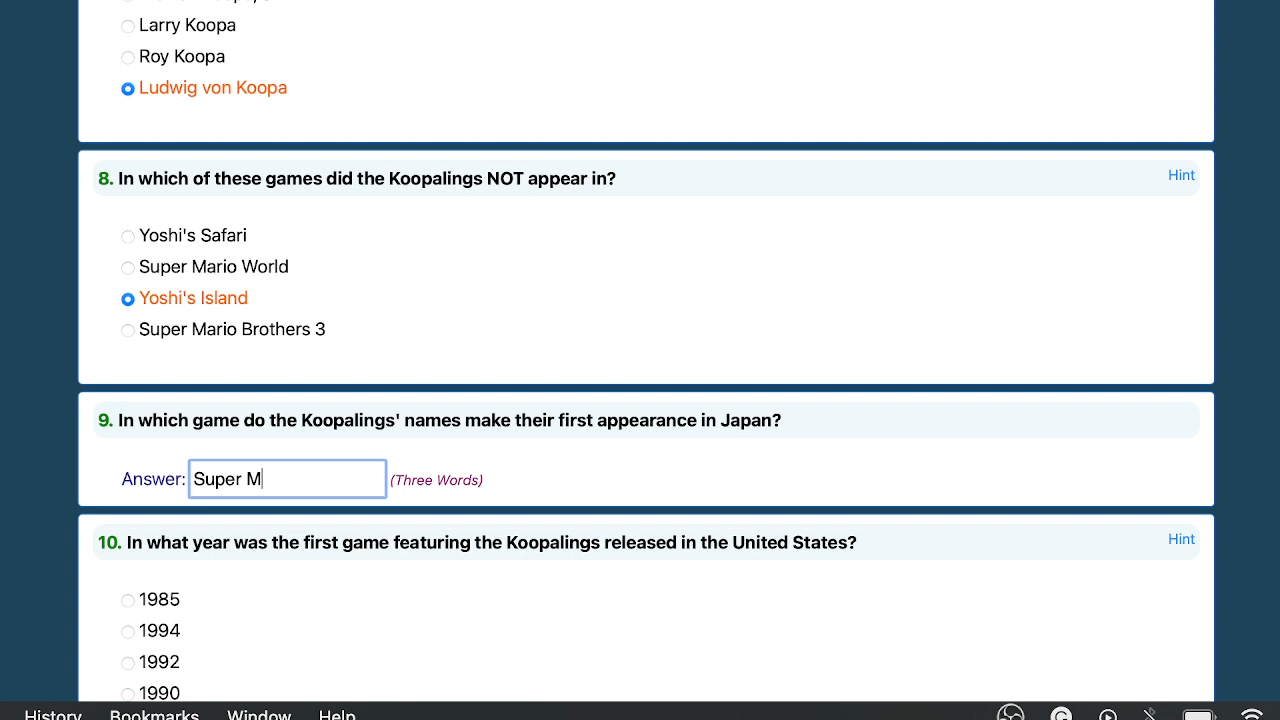 Larry Koopa
Roy Koopa
Ludwig von Koopa
8. In which of these games did the Koopalings NOT appear in?
Hint
Yoshi's Safari
Super Mario World
Yoshi's Island
Super Mario Brothers 3
9. In which game do the Koopalings' names make their first appearance in Japan?
Answer: Super M (Three Words)
10. In what year was the first game featuring the Koopalings released in the United States?
Hint
1985
1994
1992
1990
History Bookmarks Window Help